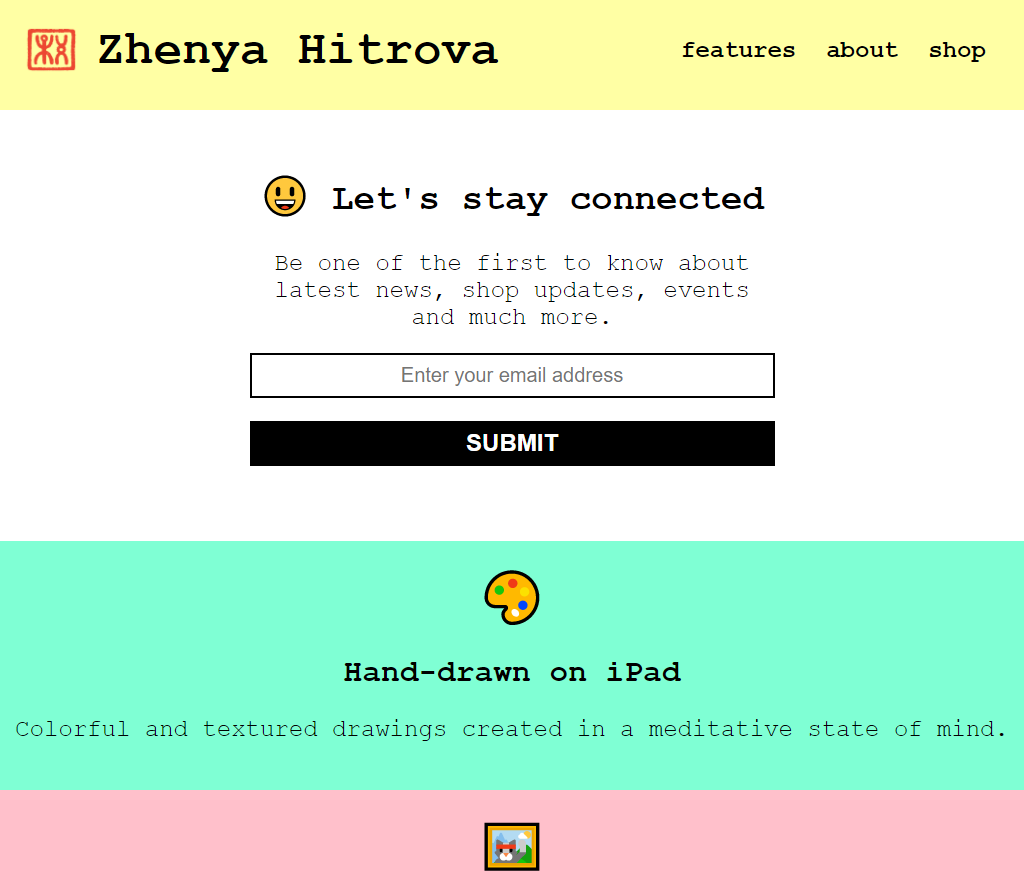 Zhenya Hitrova
features about shop
Let's stay connected
Be one of the first to know about
latest news, shop updates, events
and much more.
Enter your email address
SUBMIT
Hand-drawn on iPad
Colorful and textured drawings created in a meditative state of mind.